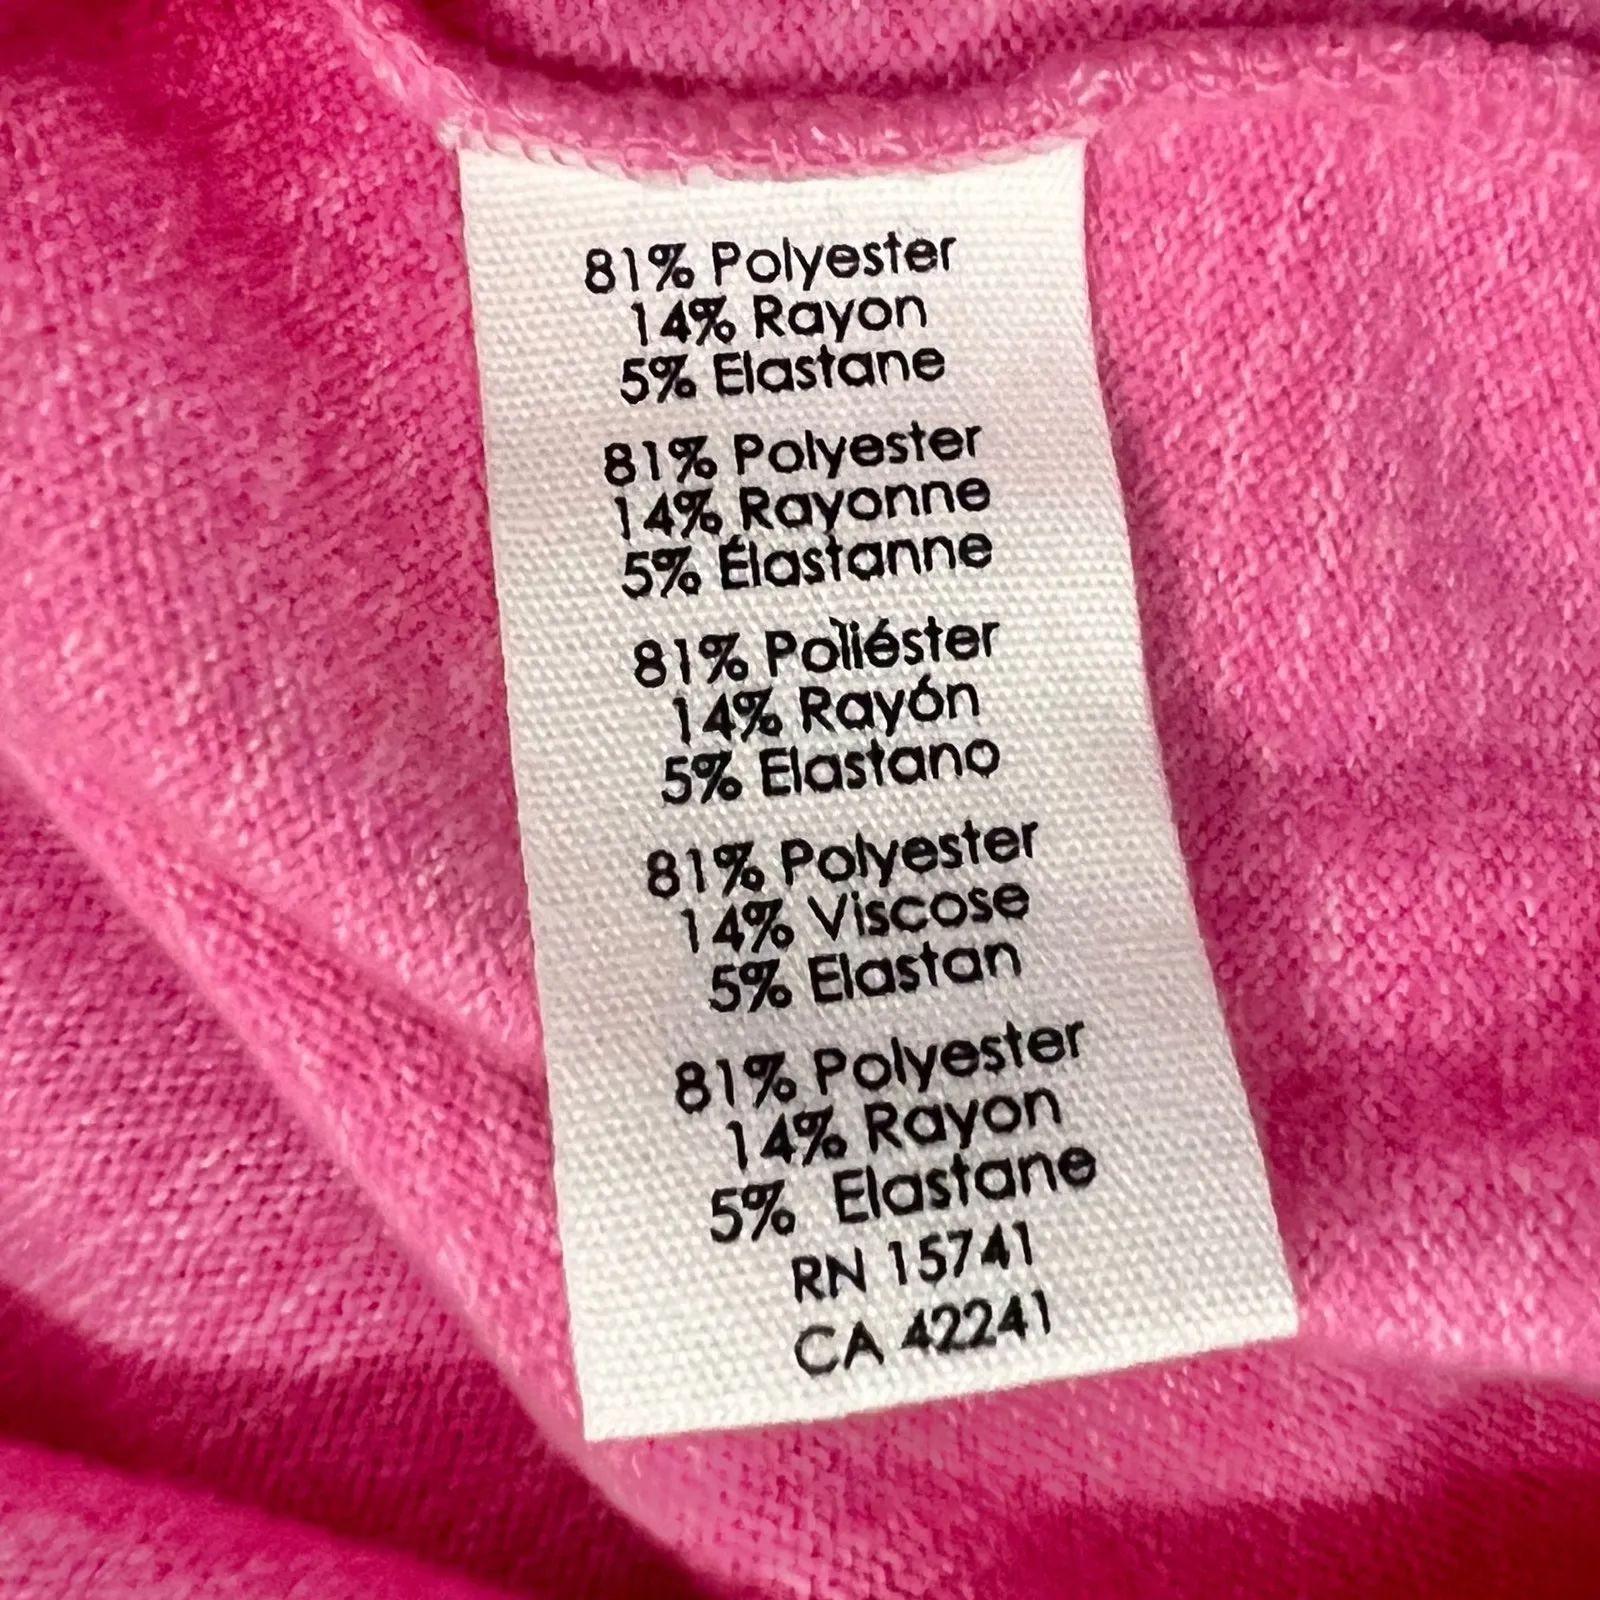 81% Polyester
14% Rayon
5% Elastane
81% Polyester
14% Rayonne
5% Élastanne
81% Poliéster
14% Rayón
5% Elastano
81% Polyester
14% Viscose
5% Elastan
81% Polyester
14% Rayon
5% Elastane
RN 15741
CA 42241